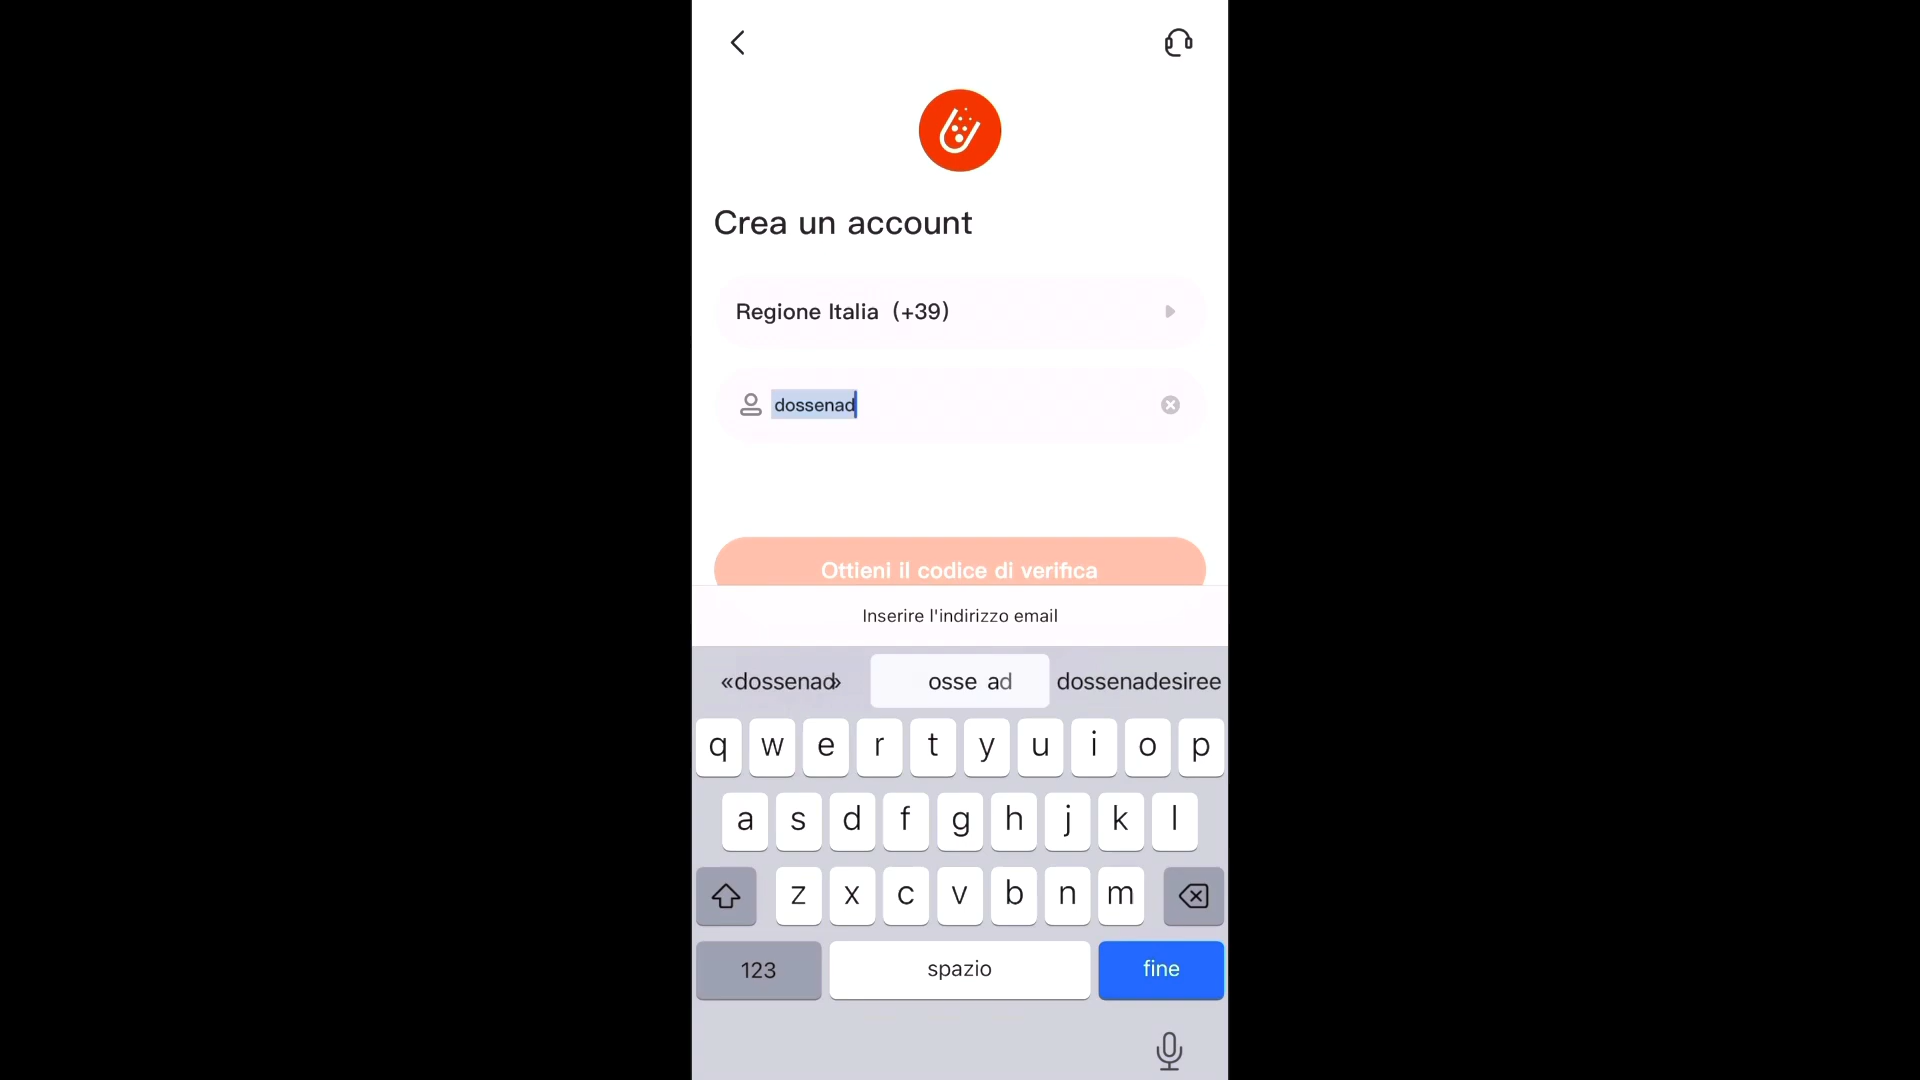 Crea un account
Regione Italia (+39)
dossenad
Ottieni il codice di verifica
Inserire l'indirizzo email
«dossenad» osse ad dossenadesiree
q w e r t y u i o p
a s d f g h j k l
z x c v b n m
123 spazio fine